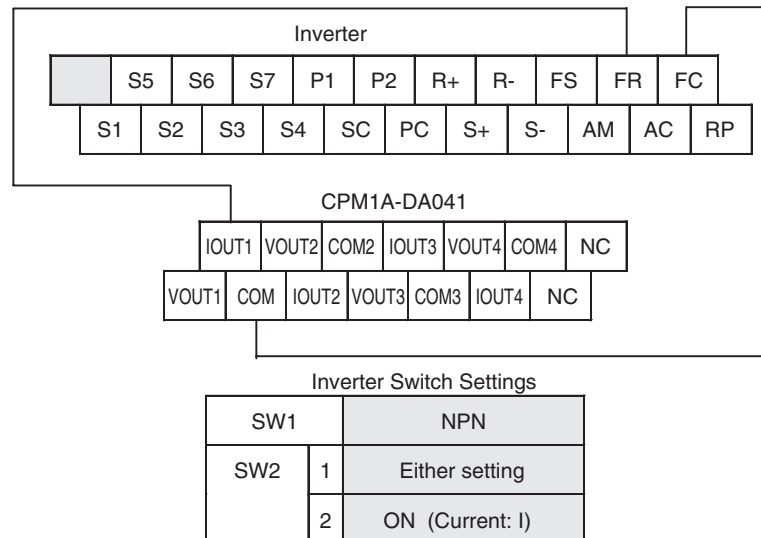 Inverter
S5 S6 S7 P1 P2 R+ R- FS FR FC
S1 S2 S3 S4 SC PC S+ S- AM AC RP
CPM1A-DA041
IOUT1 VOUT2 COM2 IOUT3 VOUT4 COM4 NC
VOUT1 COM IOUT2 VOUT3 COM3 IOUT4 NC
Inverter Switch Settings
SW1 NPN
SW2 1 Either setting
2 ON (Current: I)